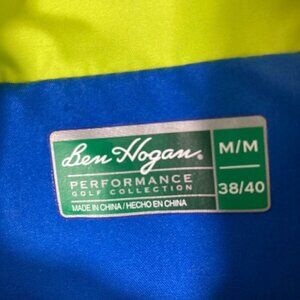 Ben Hogan.
PERFORMANCE
GOLF COLLECTION
MADE IN CHINA / HECHO EN CHINA
M/M
38/40